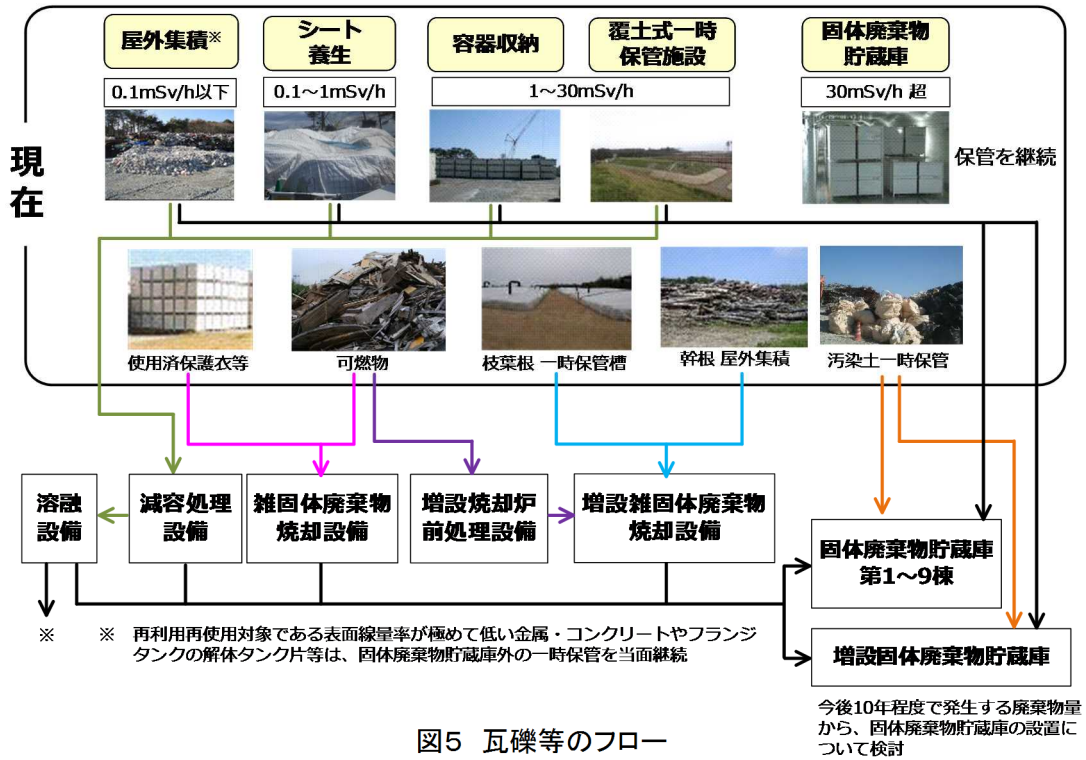 屋外集積※
シート
養生
容器収納
覆土式一時
保管施設
固体廃棄物
貯蔵庫
0.1mSv/h以下
0.1～1mSv/h
1～30mSv/h
30mSv/h 超
現
在
保管を継続
使用済保護衣等
可燃物
枝葉根 一時保管槽
幹根 屋外集積
汚染土一時保管
溶融
設備
減容処理
設備
雑固体廃棄物
焼却設備
増設焼却炉
前処理設備
増設雑固体廃棄物
焼却設備
固体廃棄物貯蔵庫
第1～9棟
※
※ 再利用再使用対象である表面線量率が極めて低い金属・コンクリートやフランジ
タンクの解体タンク片等は、固体廃棄物貯蔵庫外の一時保管を当面継続
増設固体廃棄物貯蔵庫
今後10年程度で発生する廃棄物量
から、固体廃棄物貯蔵庫の設置に
ついて検討
図5 瓦礫等のフロー